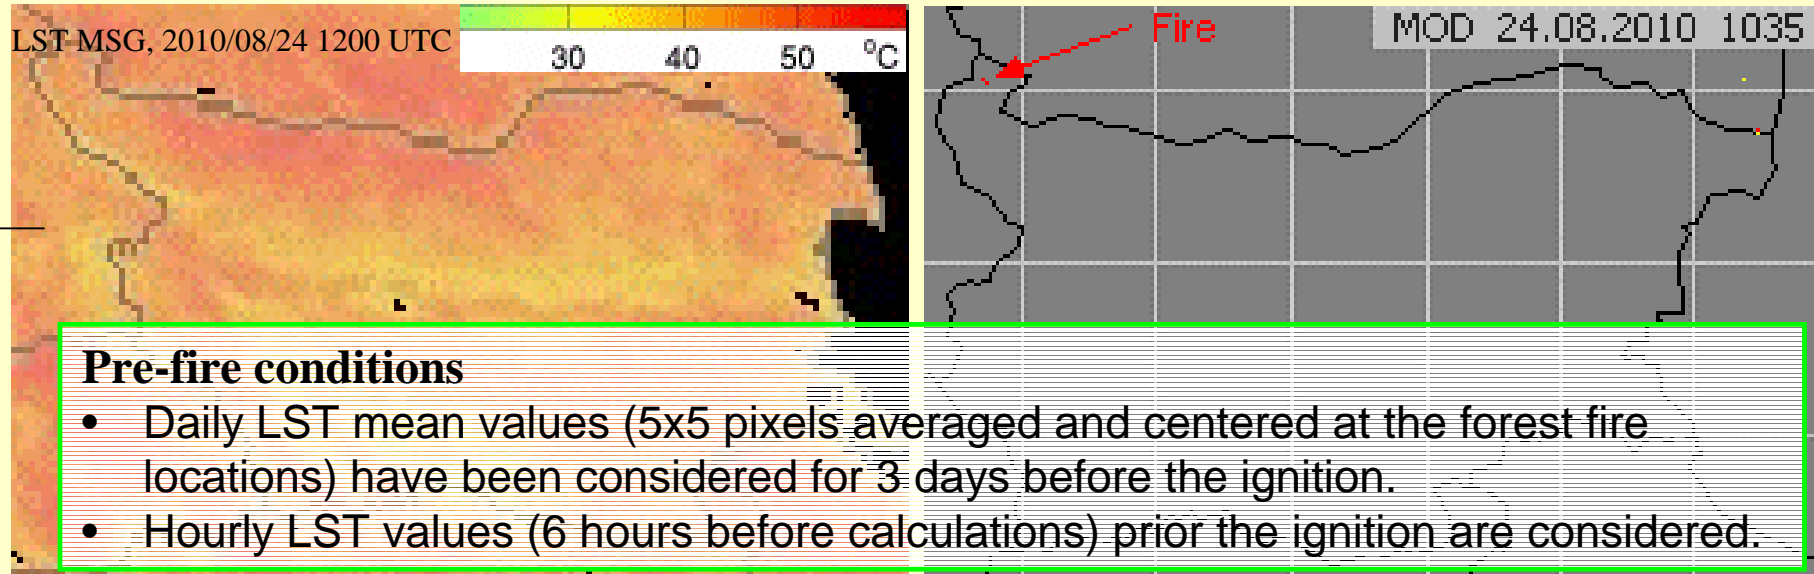 LST MSG, 2010/08/24 1200 UTC
30 40 50 ºC
Fire
MOD 24.08.2010 1035
Pre-fire conditions
• Daily LST mean values (5x5 pixels averaged and centered at the forest fire
locations) have been considered for 3 days before the ignition.
• Hourly LST values (6 hours before calculations) prior the ignition are considered.